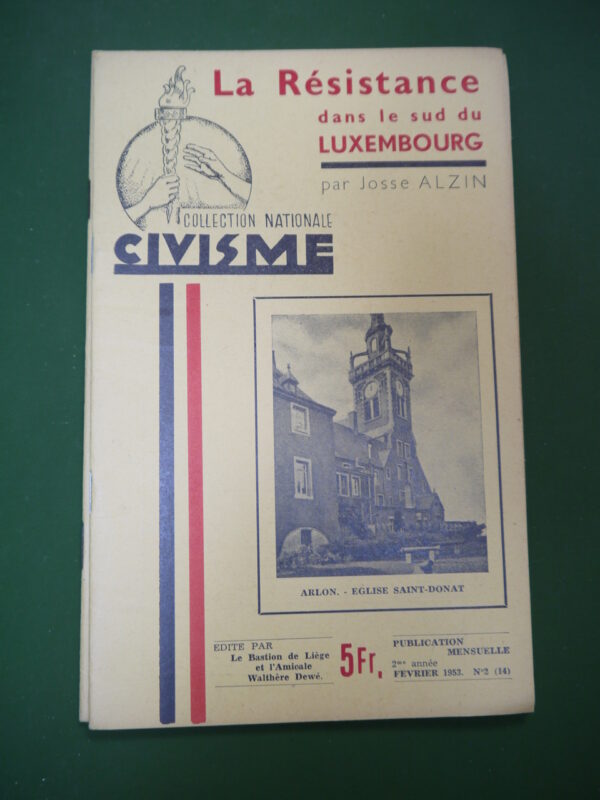 La Résistance
dans le sud du
LUXEMBOURG
par Josse ALZIN
COLLECTION NATIONALE
CIVISME
ARLON. - EGLISE SAINT-DONAT
EDITE PAR
Le Bastion de Liège
et l'Amicale
Walthère Dewé.
5Fr.
PUBLICATION
MENSUELLE
2me année
FEVRIER 1953. N°2 (14)